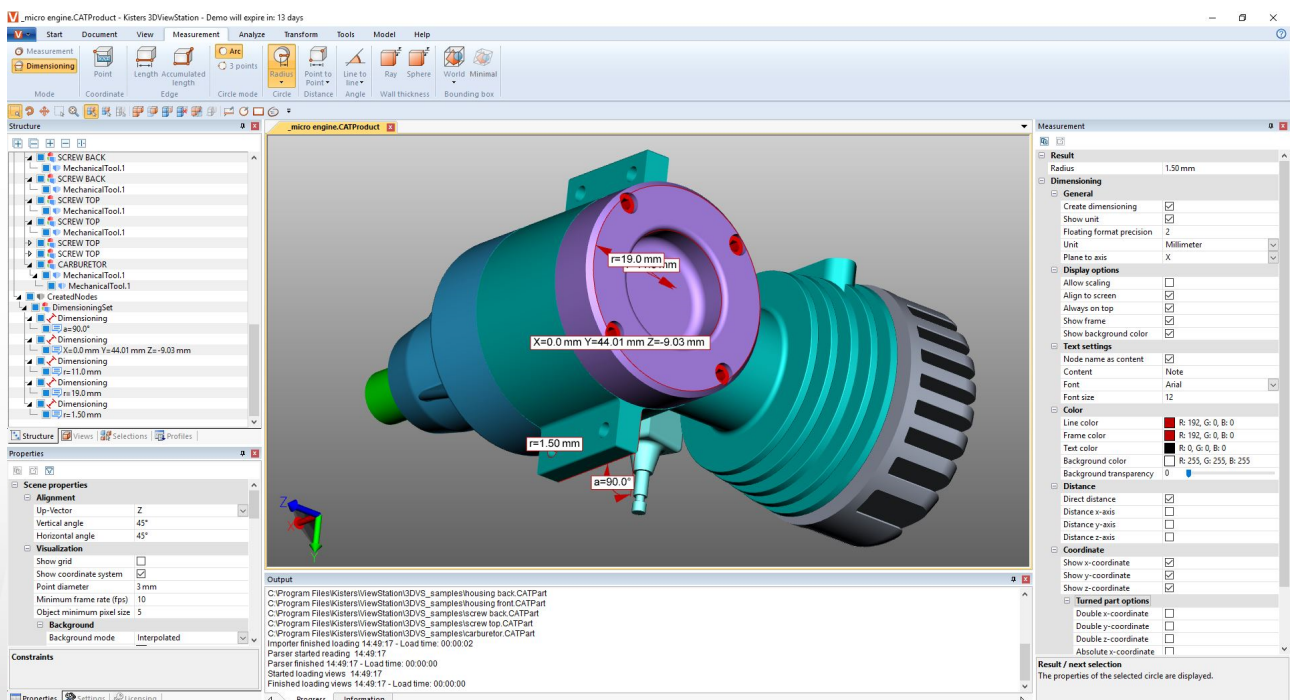 _micro engine.CATProduct - Kisters 3DViewStation - Demo will expire in: 13 days
Start Document View Measurement Analyze Transform Tools Model Help
Measurement
Dimensioning
Mode
Point
Coordinate
Length Accumulated length
Edge
Arc
3 points
Circle mode
Radius
Circle
Point to Point
Distance
Line to line
Angle
Ray Sphere
Wall thickness
World Minimal
Bounding box
Structure
SCREW BACK
MechanicalTool.1
SCREW BACK
MechanicalTool.1
SCREW TOP
MechanicalTool.1
SCREW TOP
MechanicalTool.1
SCREW TOP
SCREW TOP
CARBURETOR
MechanicalTool.1
MechanicalTool.1
CreatedNodes
DimensioningSet
Dimensioning
a=90.0°
Dimensioning
X=0.0 mm Y=44.01 mm Z=-9.03 mm
Dimensioning
r=11.0 mm
Dimensioning
r=19.0 mm
Dimensioning
r=1.50 mm
Structure Views Selections Profiles
Properties
Scene properties
Alignment
Up-Vector Z
Vertical angle 45°
Horizontal angle 45°
Visualization
Show grid
Show coordinate system
Point diameter 3 mm
Minimum frame rate (fps) 10
Object minimum pixel size 5
Background
Background mode Interpolated
Constraints
Properties Settings Licensing
_micro engine.CATProduct
r=19.0 mm
X=0.0 mm Y=44.01 mm Z=-9.03 mm
r=1.50 mm
a=90.0°
Z
X
Y
Output
C:\Program Files\Kisters\ViewStation\3DVS_samples\housing back.CATPart
C:\Program Files\Kisters\ViewStation\3DVS_samples\housing front.CATPart
C:\Program Files\Kisters\ViewStation\3DVS_samples\screw back.CATPart
C:\Program Files\Kisters\ViewStation\3DVS_samples\screw top.CATPart
C:\Program Files\Kisters\ViewStation\3DVS_samples\carburetor.CATPart
Importer finished loading 14:49:17 - Load time: 00:00:02
Parser started reading 14:49:17
Parser finished 14:49:17 - Load time: 00:00:00
Started loading views 14:49:17
Finished loading views 14:49:17 - Load time: 00:00:00
Progress Information
Measurement
Result
Radius 1.50 mm
Dimensioning
General
Create dimensioning
Show unit
Floating format precision 2
Unit Millimeter
Plane to axis X
Display options
Allow scaling
Align to screen
Always on top
Show frame
Show background color
Text settings
Node name as content
Content Note
Font Arial
Font size 12
Color
Line color R: 192, G: 0, B: 0
Frame color R: 192, G: 0, B: 0
Text color R: 0, G: 0, B: 0
Background color R: 255, G: 255, B: 255
Background transparency 0
Distance
Direct distance
Distance x-axis
Distance y-axis
Distance z-axis
Coordinate
Show x-coordinate
Show y-coordinate
Show z-coordinate
Turned part options
Double x-coordinate
Double y-coordinate
Double z-coordinate
Absolute x-coordinate
Result / next selection
The properties of the selected circle are displayed.